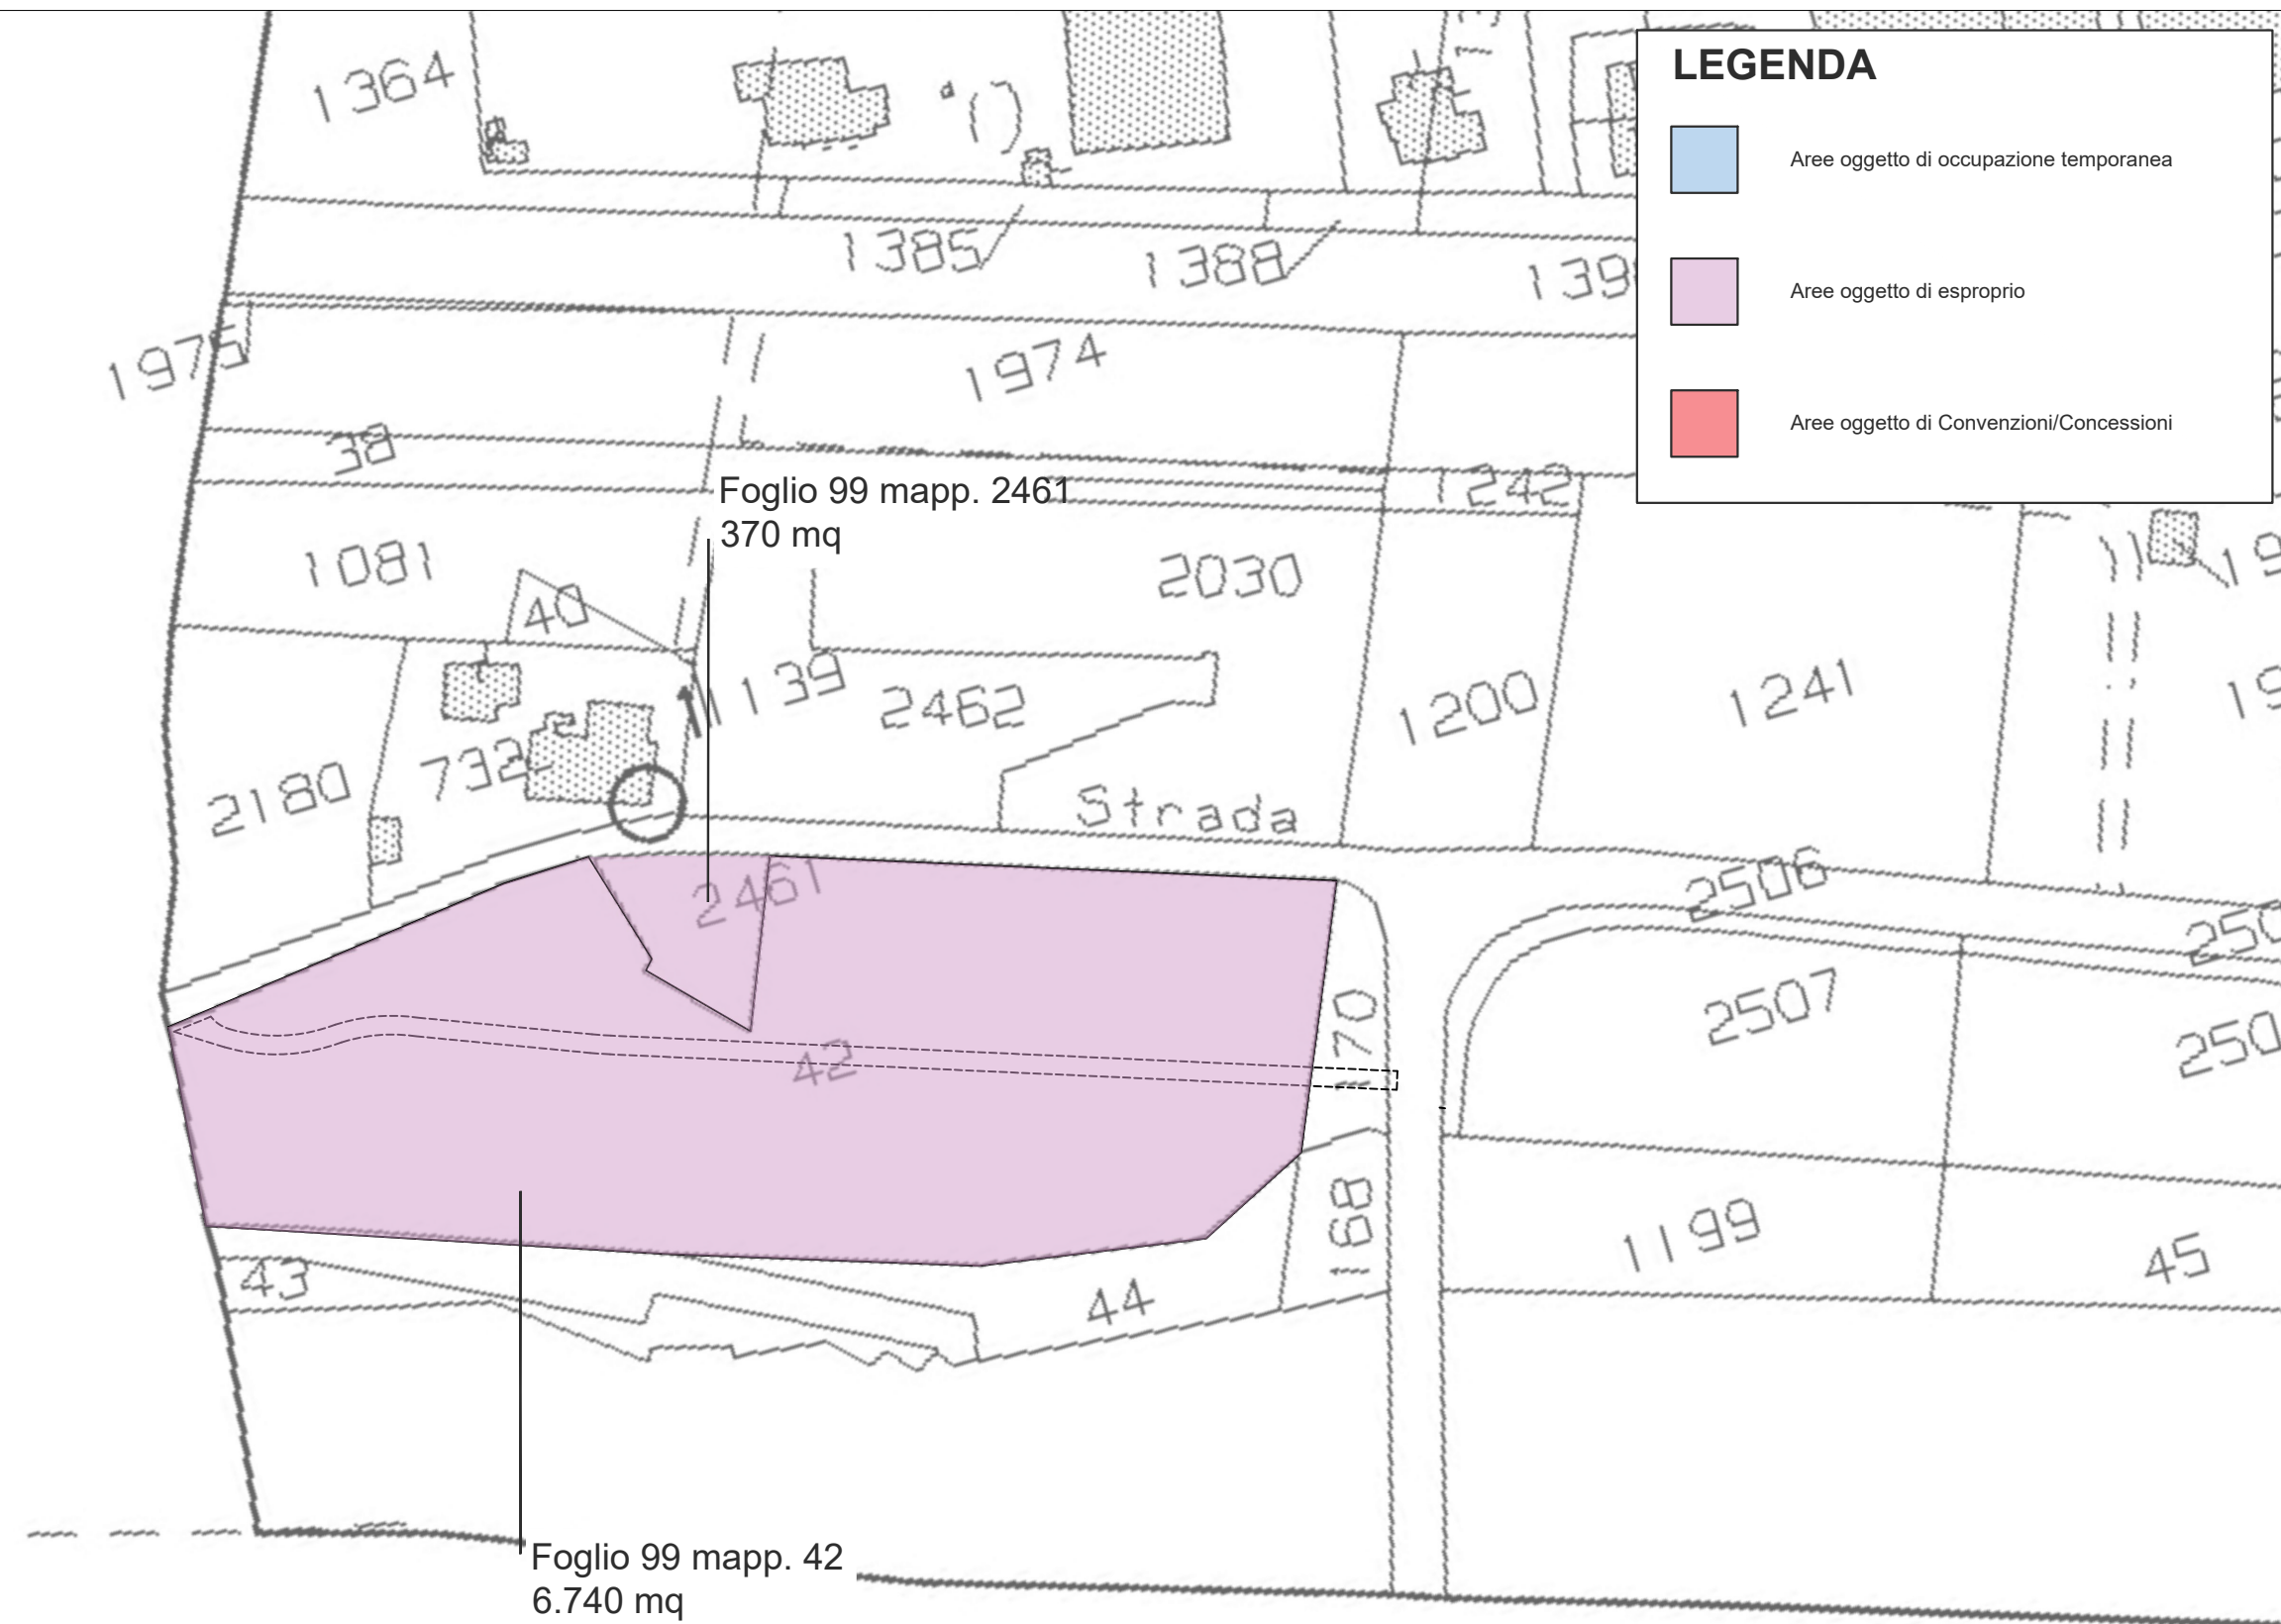 1364
LEGENDA
Aree oggetto di occupazione temporanea
1385
1388
Aree oggetto di esproprio
1975
1974
Aree oggetto di Convenzioni/Concessioni
38
Foglio 99 mapp. 2461
370 mq
1242
1081
40
2030
1139
2462
1200
1241
732
2180
Strada
2461
2506
2507
170
42
168
1199
45
43
44
Foglio 99 mapp. 42
6.740 mq